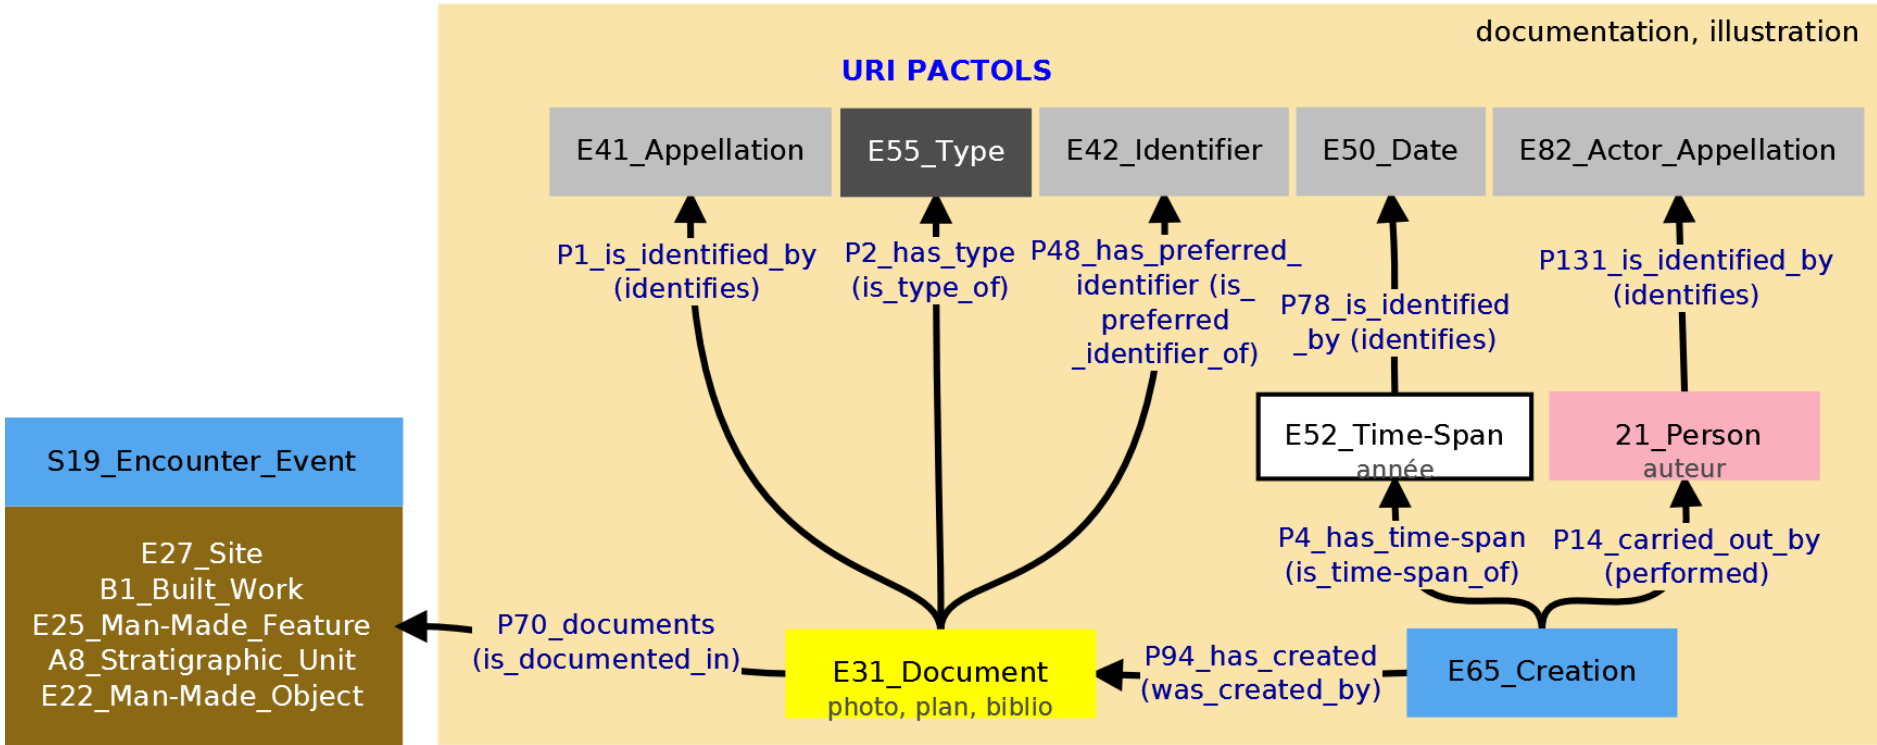 documentation, illustration
URI PACTOLS
E41_Appellation
E55_Type
E42_Identifier
E50_Date
E82_Actor_Appellation
P1_is_identified_by
(identifies)
P2_has_type
(is_type_of)
P48_has_preferred_
identifier (is_
preferred
_identifier_of)
P78_is_identified
_by (identifies)
P131_is_identified_by
(identifies)
E52_Time-Span
année
21_Person
auteur
S19_Encounter_Event
E27_Site
B1_Built_Work
E25_Man-Made_Feature
A8_Stratigraphic_Unit
E22_Man-Made_Object
P4_has_time-span
(is_time-span_of)
P14_carried_out_by
(performed)
P70_documents
(is_documented_in)
E31_Document
photo, plan, biblio
P94_has_created
(was_created_by)
E65_Creation